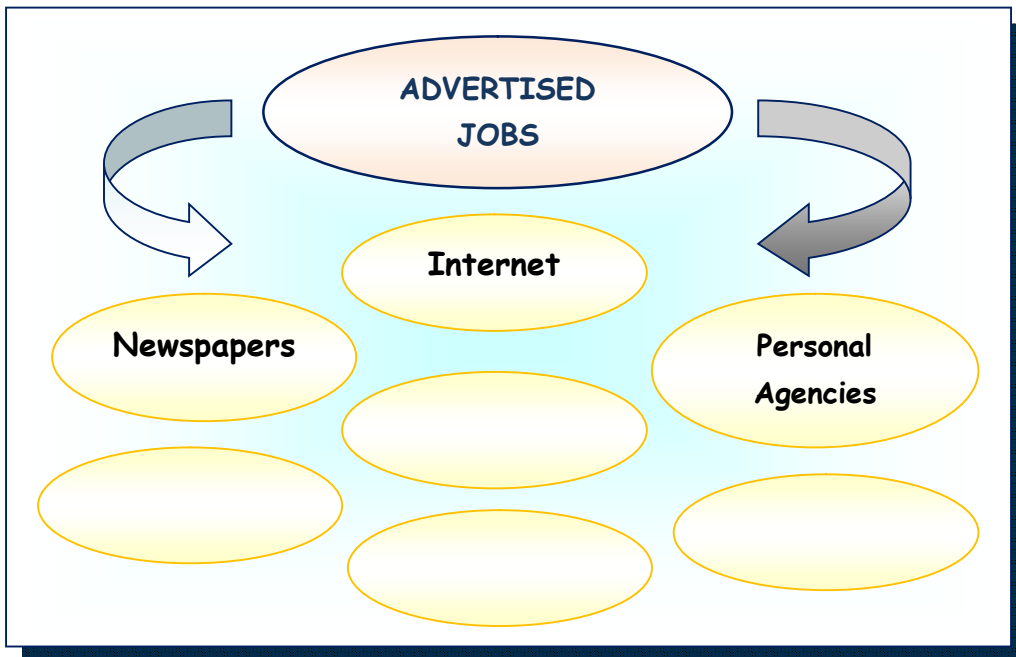 ADVERTISED
JOBS
Internet
Newspapers
Personal
Agencies